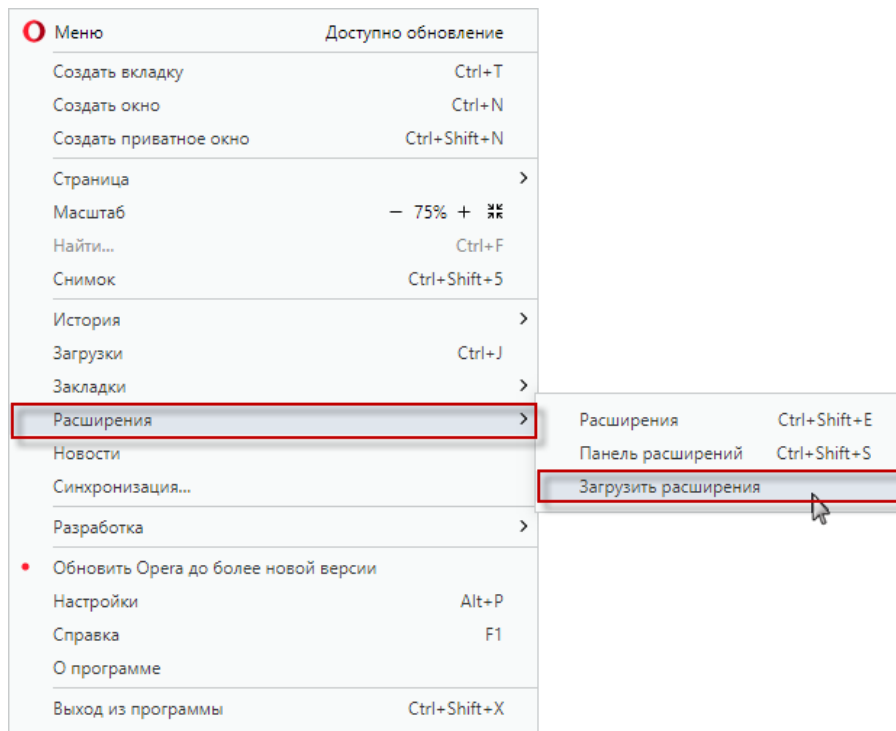 Меню Доступно обновление
Создать вкладку Ctrl+T
Создать окно Ctrl+N
Создать приватное окно Ctrl+Shift+N
Страница
Масштаб − 75% +
Найти... Ctrl+F
Снимок Ctrl+Shift+5
История
Загрузки Ctrl+J
Закладки
Расширения
Расширения Ctrl+Shift+E
Новости
Панель расширений Ctrl+Shift+S
Синхронизация...
Загрузить расширения
Разработка
Обновить Opera до более новой версии
Настройки Alt+P
Справка F1
О программе
Выход из программы Ctrl+Shift+X